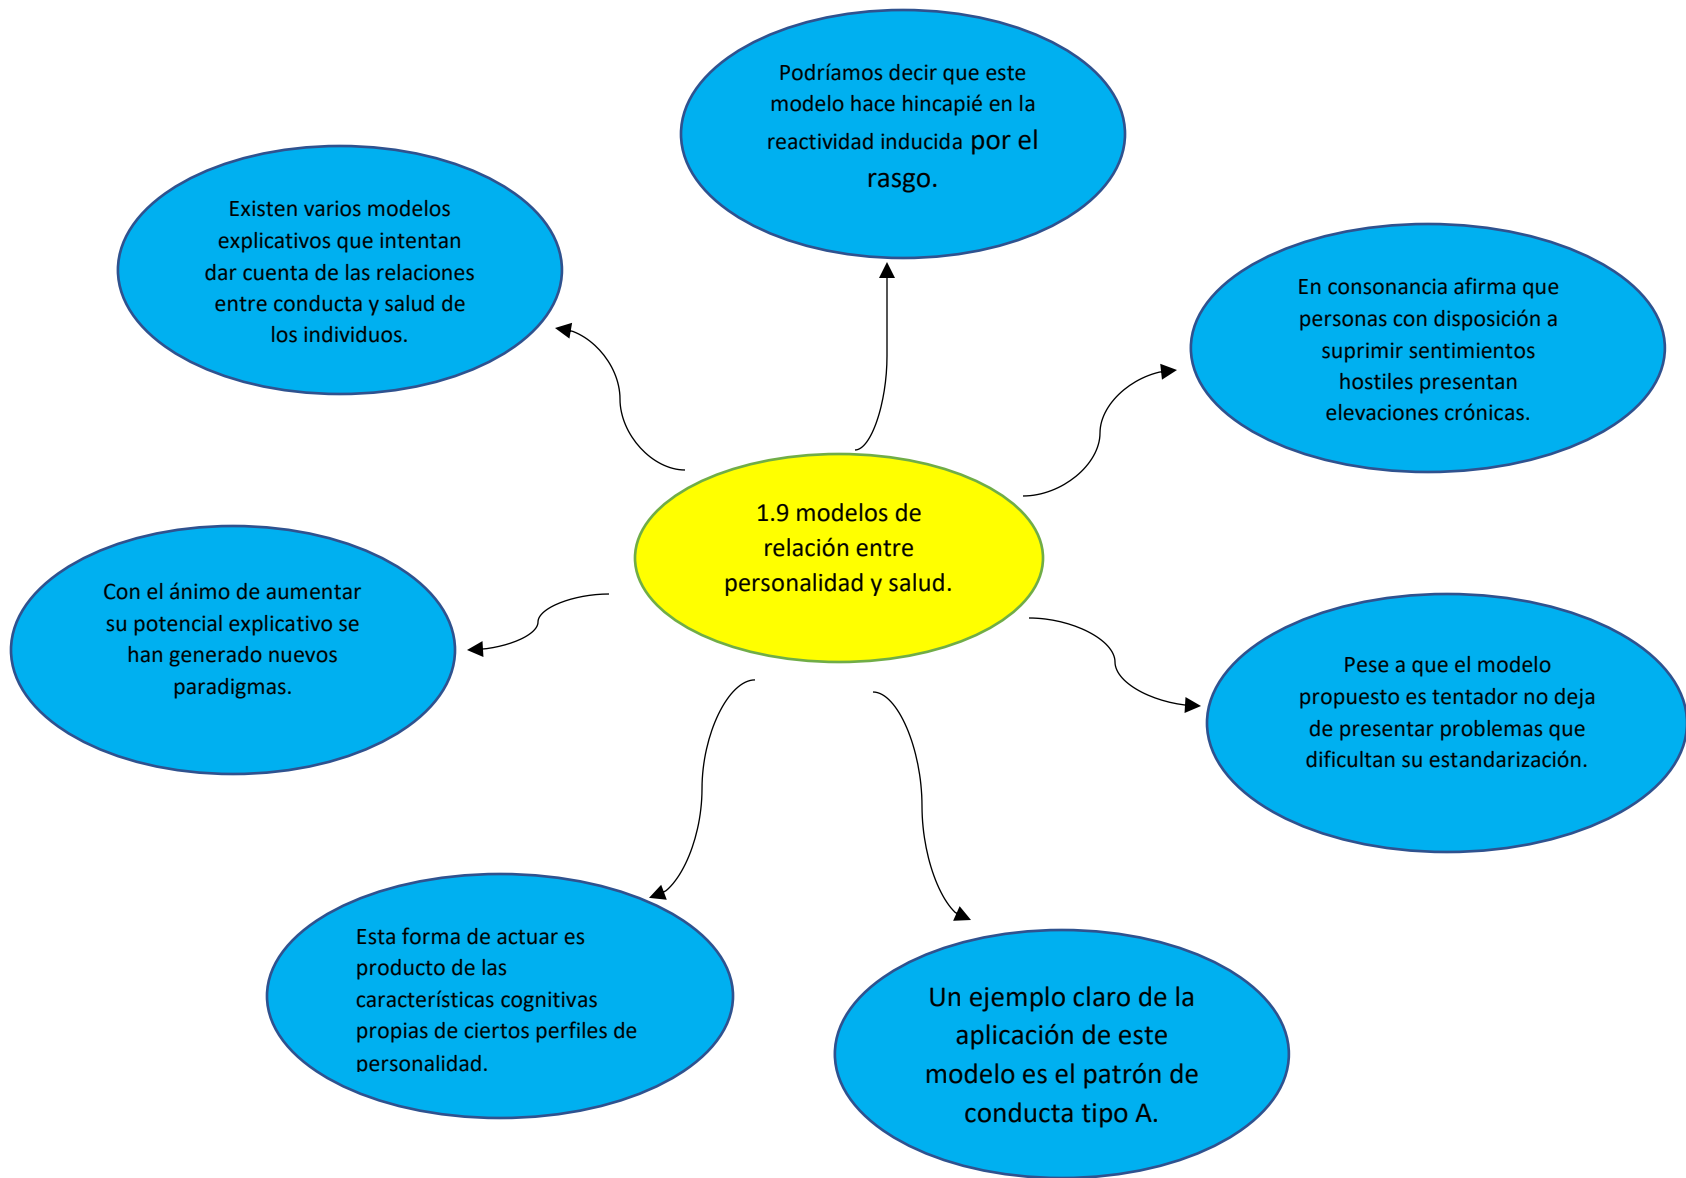 Podríamos decir que este
modelo hace hincapié en la
reactividad inducida por el
rasgo.
Existen varios modelos
explicativos que intentan
dar cuenta de las relaciones
entre conducta y salud de
los individuos.
En consonancia afirma que
personas con disposición a
suprimir sentimientos
hostiles presentan
elevaciones crónicas.
1.9 modelos de
relación entre
personalidad y salud.
Con el ánimo de aumentar
su potencial explicativo se
han generado nuevos
paradigmas.
Pese a que el modelo
propuesto es tentador no deja
de presentar problemas que
dificultan su estandarización.
Esta forma de actuar es
producto de las
características cognitivas
propias de ciertos perfiles de
personalidad.
Un ejemplo claro de la
aplicación de este
modelo es el patrón de
conducta tipo A.